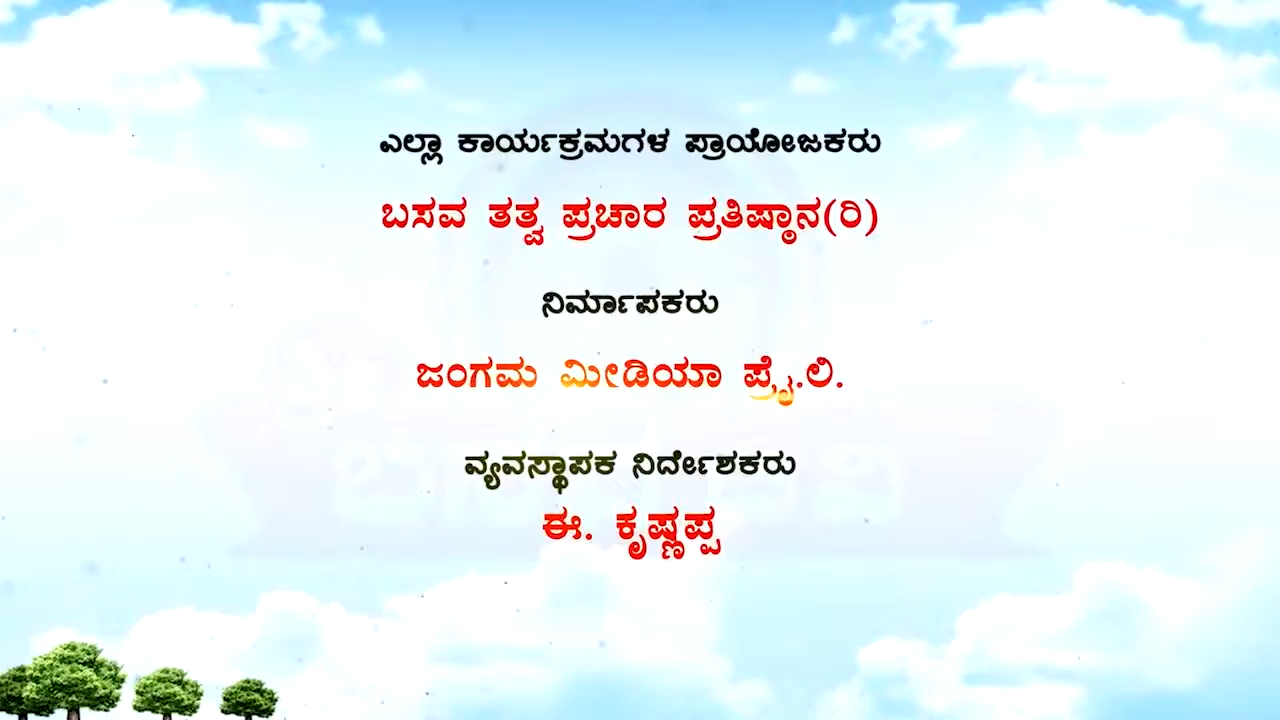 ಎಲ್ಲಾ ಕಾರ್ಯಕ್ರಮಗಳ ಪ್ರಾಯೋಜಕರು
ಬಸವ ತತ್ವ ಪ್ರಚಾರ ಪ್ರತಿಷ್ಠಾನ(ರಿ)
ನಿರ್ಮಾಪಕರು
ಜಂಗಮ ಮೀಡಿಯಾ ಪ್ರೈ.ಲಿ.
ವ್ಯವಸ್ಥಾಪಕ ನಿರ್ದೇಶಕರು
ಈ. ಕೃಷ್ಣಪ್ಪ